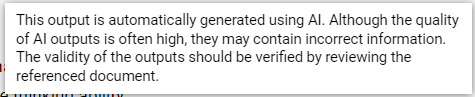 This output is automatically generated using AI. Although the quality
of AI outputs is often high, they may contain incorrect information.
The validity of the outputs should be verified by reviewing the
referenced document.